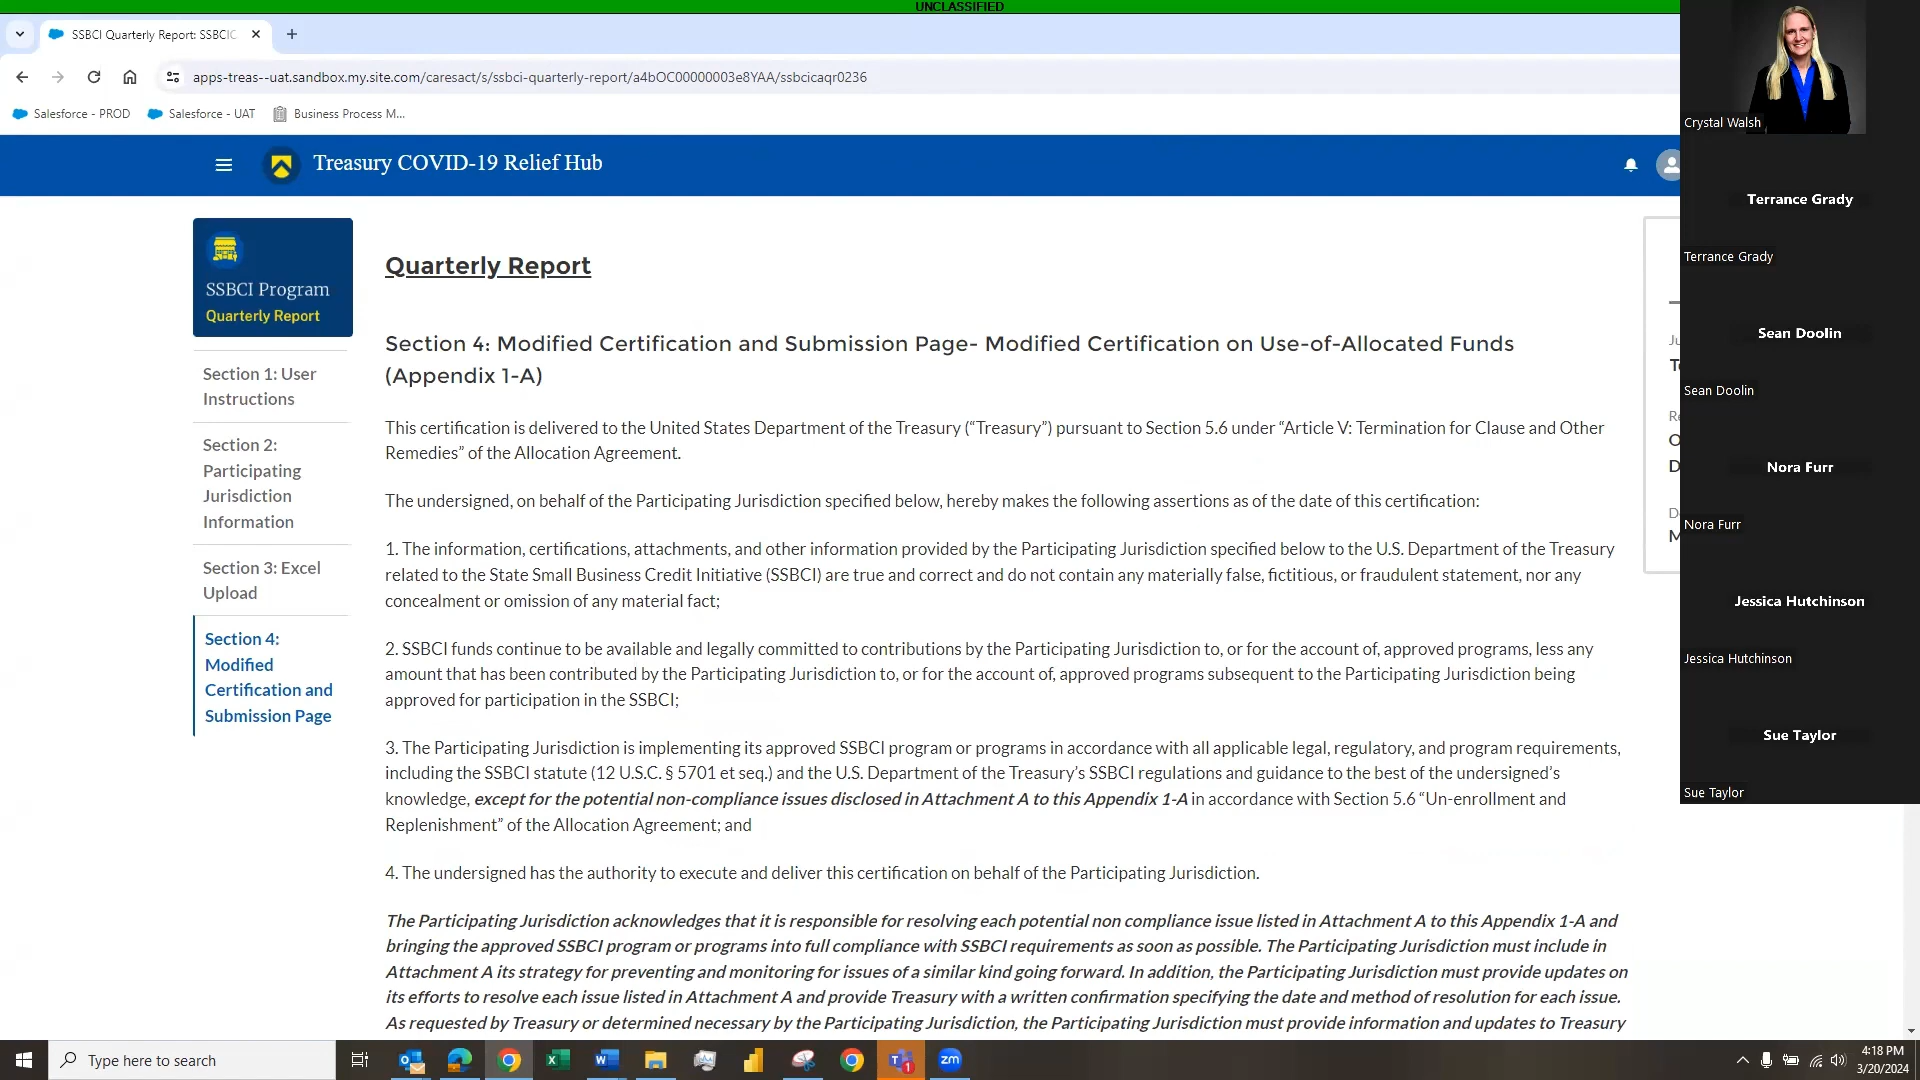 UNCLASSIFIED
SSBCI Quarterly Report: SSBCIC
apps-treas--uat.sandbox.my.site.com/caresact/s/ssbci-quarterly-report/a4bOC00000003e8YAA/ssbcicaqr0236
Salesforce - PROD
Salesforce - UAT
Business Process M...
Treasury COVID-19 Relief Hub
SSBCI Program
Quarterly Report
Section 1: User
Instructions
Section 2:
Participating
Jurisdiction
Information
Section 3: Excel
Upload
Section 4:
Modified
Certification and
Submission Page
Quarterly Report
Section 4: Modified Certification and Submission Page- Modified Certification on Use-of-Allocated Funds
(Appendix 1-A)
This certification is delivered to the United States Department of the Treasury (“Treasury”) pursuant to Section 5.6 under “Article V: Termination for Clause and Other
Remedies” of the Allocation Agreement.
The undersigned, on behalf of the Participating Jurisdiction specified below, hereby makes the following assertions as of the date of this certification:
1. The information, certifications, attachments, and other information provided by the Participating Jurisdiction specified below to the U.S. Department of the Treasury
related to the State Small Business Credit Initiative (SSBCI) are true and correct and do not contain any materially false, fictitious, or fraudulent statement, nor any
concealment or omission of any material fact;
2. SSBCI funds continue to be available and legally committed to contributions by the Participating Jurisdiction to, or for the account of, approved programs, less any
amount that has been contributed by the Participating Jurisdiction to, or for the account of, approved programs subsequent to the Participating Jurisdiction being
approved for participation in the SSBCI;
3. The Participating Jurisdiction is implementing its approved SSBCI program or programs in accordance with all applicable legal, regulatory, and program requirements,
including the SSBCI statute (12 U.S.C. § 5701 et seq.) and the U.S. Department of the Treasury’s SSBCI regulations and guidance to the best of the undersigned’s
knowledge, except for the potential non-compliance issues disclosed in Attachment A to this Appendix 1-A in accordance with Section 5.6 “Un-enrollment and
Replenishment” of the Allocation Agreement; and
4. The undersigned has the authority to execute and deliver this certification on behalf of the Participating Jurisdiction.
The Participating Jurisdiction acknowledges that it is responsible for resolving each potential non compliance issue listed in Attachment A to this Appendix 1-A and
bringing the approved SSBCI program or programs into full compliance with SSBCI requirements as soon as possible. The Participating Jurisdiction must include in
Attachment A its strategy for preventing and monitoring for issues of a similar kind going forward. In addition, the Participating Jurisdiction must provide updates on
its efforts to resolve each issue listed in Attachment A and provide Treasury with a written confirmation specifying the date and method of resolution for each issue.
As requested by Treasury or determined necessary by the Participating Jurisdiction, the Participating Jurisdiction must provide information and updates to Treasury
Crystal Walsh
Terrance Grady
Terrance Grady
Sean Doolin
Sean Doolin
Nora Furr
Nora Furr
Jessica Hutchinson
Jessica Hutchinson
Sue Taylor
Sue Taylor
Type here to search
zm
4:18 PM
3/20/2024